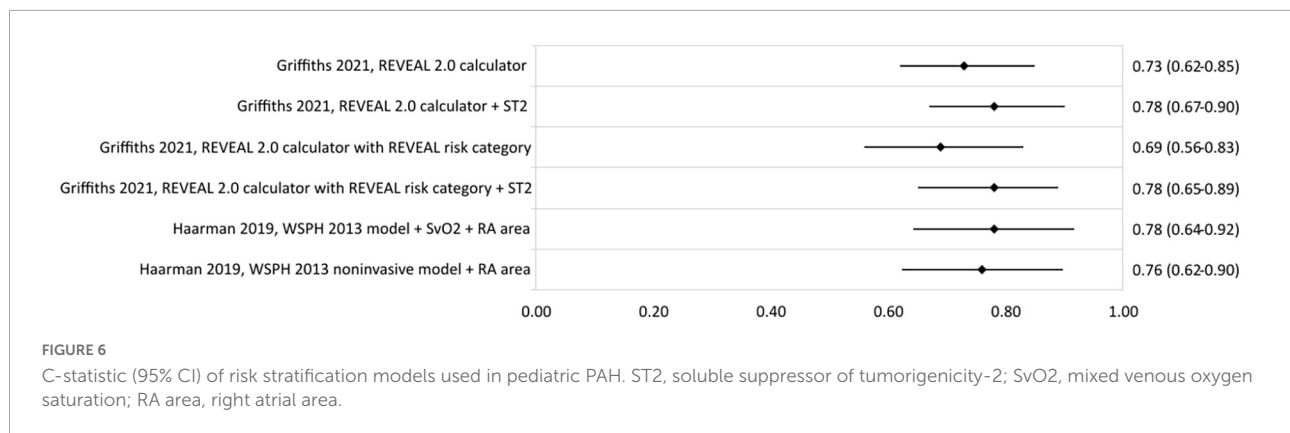 Griffiths 2021, REVEAL 2.0 calculator 0.73 (0.62-0.85)
Griffiths 2021, REVEAL 2.0 calculator + ST2 0.78 (0.67-0.90)
Griffiths 2021, REVEAL 2.0 calculator with REVEAL risk category 0.69 (0.56-0.83)
Griffiths 2021, REVEAL 2.0 calculator with REVEAL risk category + ST2 0.78 (0.65-0.89)
Haarman 2019, WSPH 2013 model + SvO2 + RA area 0.78 (0.64-0.92)
Haarman 2019, WSPH 2013 noninvasive model + RA area 0.76 (0.62-0.90)
0.00 0.20 0.40 0.60 0.80 1.00
FIGURE 6
C-statistic (95% CI) of risk stratification models used in pediatric PAH. ST2, soluble suppressor of tumorigenicity-2; SvO2, mixed venous oxygen
saturation; RA area, right atrial area.